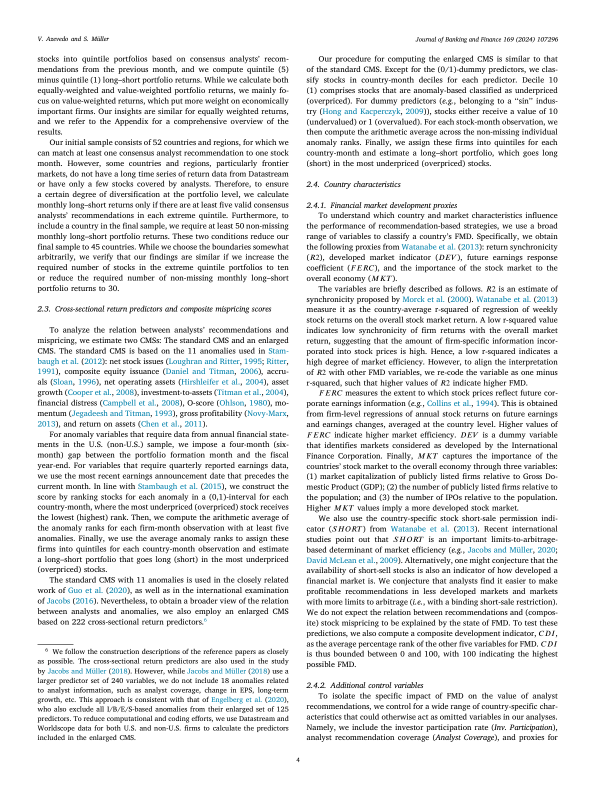 V. Azevedo and S. Müller
Journal of Banking and Finance 169 (2024) 107296
stocks into quintile portfolios based on consensus analysts' recom-
mendations from the previous month, and we compute quintile (5)
minus quintile (1) long–short portfolio returns. While we calculate both
equally-weighted and value-weighted portfolio returns, we mainly fo-
cus on value-weighted returns, which put more weight on economically
important firms. Our insights are similar for equally weighted returns,
and we refer to the Appendix for a comprehensive overview of the
results.
Our initial sample consists of 52 countries and regions, for which we
can match at least one consensus analyst recommendation to one stock
month. However, some countries and regions, particularly frontier
markets, do not have a long time series of return data from Datastream
or have only a few stocks covered by analysts. Therefore, to ensure
a certain degree of diversification at the portfolio level, we calculate
monthly long–short returns only if there are at least five valid consensus
analysts' recommendations in each extreme quintile. Furthermore, to
include a country in the final sample, we require at least 50 non-missing
monthly long–short portfolio returns. These two conditions reduce our
final sample to 45 countries. While we choose the boundaries somewhat
arbitrarily, we verify that our findings are similar if we increase the
required number of stocks in the extreme quintile portfolios to ten
or reduce the required number of non-missing monthly long–short
portfolio returns to 30.
2.3. Cross-sectional return predictors and composite mispricing scores
To analyze the relation between analysts' recommendations and
mispricing, we estimate two CMSs: The standard CMS and an enlarged
CMS. The standard CMS is based on the 11 anomalies used in Stam-
baugh et al. (2012): net stock issues (Loughran and Ritter, 1995; Ritter,
1991), composite equity issuance (Daniel and Titman, 2006), accru-
als (Sloan, 1996), net operating assets (Hirshleifer et al., 2004), asset
growth (Cooper et al., 2008), investment-to-assets (Titman et al., 2004),
financial distress (Campbell et al., 2008), O-score (Ohlson, 1980), mo-
mentum (Jegadeesh and Titman, 1993), gross profitability (Novy-Marx,
2013), and return on assets (Chen et al., 2011).
For anomaly variables that require data from annual financial state-
ments in the U.S. (non-U.S.) sample, we impose a four-month (six-
month) gap between the portfolio formation month and the fiscal
year-end. For variables that require quarterly reported earnings data,
we use the most recent earnings announcement date that precedes the
current month. In line with Stambaugh et al. (2015), we construct the
score by ranking stocks for each anomaly in a (0,1)-interval for each
country-month, where the most underpriced (overpriced) stock receives
the lowest (highest) rank. Then, we compute the arithmetic average of
the anomaly ranks for each firm-month observation with at least five
anomalies. Finally, we use the average anomaly ranks to assign these
firms into quintiles for each country-month observation and estimate
a long–short portfolio that goes long (short) in the most underpriced
(overpriced) stocks.
The standard CMS with 11 anomalies is used in the closely related
work of Guo et al. (2020), as well as in the international examination
of Jacobs (2016). Nevertheless, to obtain a broader view of the relation
between analysts and anomalies, we also employ an enlarged CMS
based on 222 cross-sectional return predictors.6
6 We follow the construction descriptions of the reference papers as closely
as possible. The cross-sectional return predictors are also used in the study
by Jacobs and Müller (2018). However, while Jacobs and Müller (2018) use a
larger predictor set of 240 variables, we do not include 18 anomalies related
to analyst information, such as analyst coverage, change in EPS, long-term
growth, etc. This approach is consistent with that of Engelberg et al. (2020),
who also exclude all I/B/E/S-based anomalies from their enlarged set of 125
predictors. To reduce computational and coding efforts, we use Datastream and
Worldscope data for both U.S. and non-U.S. firms to calculate the predictors
included in the enlarged CMS.
Our procedure for computing the enlarged CMS is similar to that
of the standard CMS. Except for the (0/1)-dummy predictors, we clas-
sify stocks in country-month deciles for each predictor. Decile 10
(1) comprises stocks that are anomaly-based classified as underpriced
(overpriced). For dummy predictors (e.g., belonging to a "sin" indus-
try (Hong and Kacperczyk, 2009)), stocks either receive a value of 10
(undervalued) or 1 (overvalued). For each stock-month observation, we
then compute the arithmetic average across the non-missing individual
anomaly ranks. Finally, we assign these firms into quintiles for each
country-month and estimate a long–short portfolio, which goes long
(short) in the most underpriced (overpriced) stocks.
2.4. Country characteristics
2.4.1. Financial market development proxies
To understand which country and market characteristics influence
the performance of recommendation-based strategies, we use a broad
range of variables to classify a country's FMD. Specifically, we obtain
the following proxies from Watanabe et al. (2013): return synchronicity
(R2), developed market indicator (DEV), future earnings response
coefficient (FERC), and the importance of the stock market to the
overall economy (MKT).
The variables are briefly described as follows. R2 is an estimate of
synchronicity proposed by Morck et al. (2000). Watanabe et al. (2013)
measure it as the country-average r-squared of regression of weekly
stock returns on the overall stock market return. A low r-squared value
indicates low synchronicity of firm returns with the overall market
return, suggesting that the amount of firm-specific information incor-
porated into stock prices is high. Hence, a low r-squared indicates a
high degree of market efficiency. However, to align the interpretation
of R2 with other FMD variables, we re-code the variable as one minus
r-squared, such that higher values of R2 indicate higher FMD.
FERC measures the extent to which stock prices reflect future cor-
porate earnings information (e.g., Collins et al., 1994). This is obtained
from firm-level regressions of annual stock returns on future earnings
and earnings changes, averaged at the country level. Higher values of
FERC indicate higher market efficiency. DEV is a dummy variable
that identifies markets considered as developed by the International
Finance Corporation. Finally, MKT captures the importance of the
countries' stock market to the overall economy through three variables:
(1) market capitalization of publicly listed firms relative to Gross Do-
mestic Product (GDP); (2) the number of publicly listed firms relative to
the population; and (3) the number of IPOs relative to the population.
Higher MKT values imply a more developed stock market.
We also use the country-specific stock short-sale permission indi-
cator (SHORT) from Watanabe et al. (2013). Recent international
studies point out that SHORT is an important limits-to-arbitrage-
based determinant of market efficiency (e.g., Jacobs and Müller, 2020;
David McLean et al., 2009). Alternatively, one might conjecture that the
availability of short-sell stocks is also an indicator of how developed a
financial market is. We conjecture that analysts find it easier to make
profitable recommendations in less developed markets and markets
with more limits to arbitrage (i.e., with a binding short-sale restriction).
We do not expect the relation between recommendations and (compos-
ite) stock mispricing to be explained by the state of FMD. To test these
predictions, we also compute a composite development indicator, CDI,
as the average percentage rank of the other five variables for FMD. CDI
is thus bounded between 0 and 100, with 100 indicating the highest
possible FMD.
2.4.2. Additional control variables
To isolate the specific impact of FMD on the value of analyst
recommendations, we control for a wide range of country-specific char-
acteristics that could otherwise act as omitted variables in our analyses.
Namely, we include the investor participation rate (Inv. Participation),
analyst recommendation coverage (Analyst Coverage), and proxies for
4